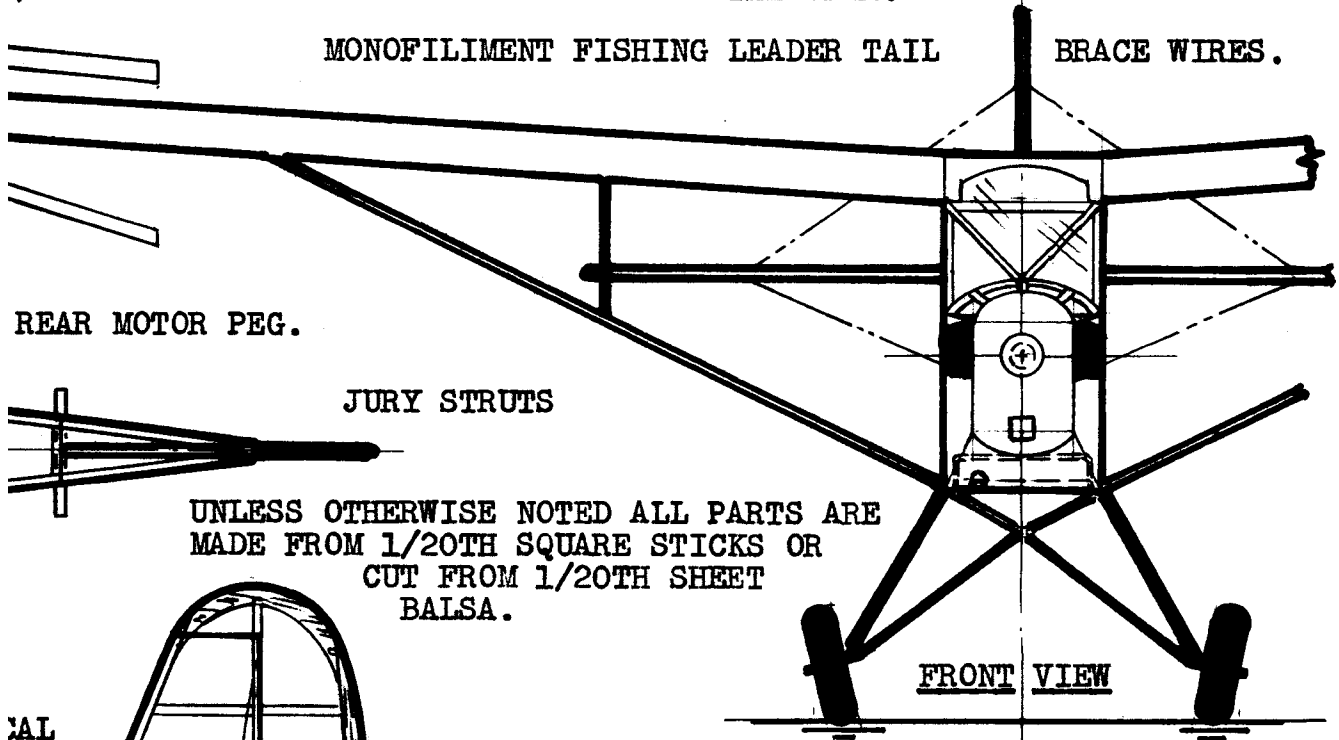 MONOFILIMENT FISHING LEADER TAIL BRACE WIRES.
REAR MOTOR PEG.
JURY STRUTS
UNLESS OTHERWISE NOTED ALL PARTS ARE
MADE FROM 1/20TH SQUARE STICKS OR
CUT FROM 1/20TH SHEET
BALSA.
FRONT VIEW